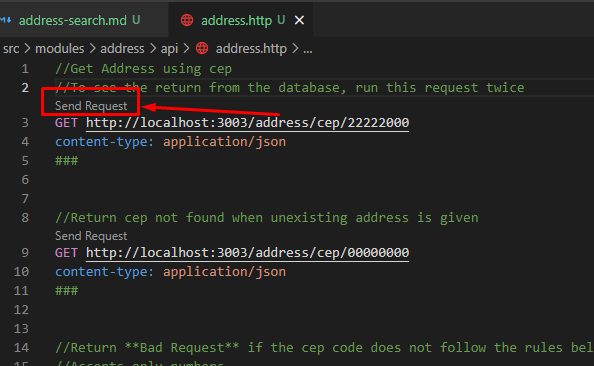 address-search.md U address.http U
src > modules > address > api > address.http > ...
1 //Get Address using cep
2 //To see the return from the database, run this request twice
Send Request
3 GET http://localhost:3003/address/cep/22222000
4 content-type: application/json
5 ###
6
7
8 //Return cep not found when unexisting address is given
Send Request
9 GET http://localhost:3003/address/cep/00000000
10 content-type: application/json
11 ###
12
13
14 //Return **Bad Request** if the cep code does not follow the rules bel
15 //Accepts only numbers